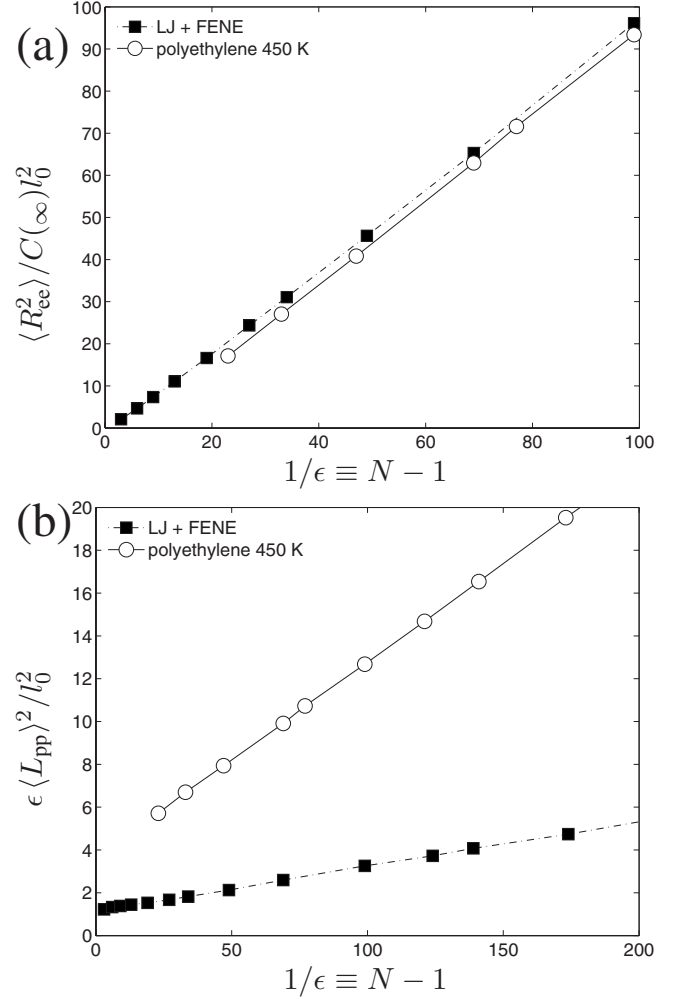 (a)
LJ + FENE
polyethylene 450 K
100
90
80
70
60
50
40
30
20
10
0
0 20 40 60 80 100
⟨R²ee⟩/C(∞)l₀²
1/ϵ ≡ N − 1
(b)
LJ + FENE
polyethylene 450 K
20
18
16
14
12
10
8
6
4
2
0
0 50 100 150 200
ϵ ⟨Lpp⟩² /l₀²
1/ϵ ≡ N − 1